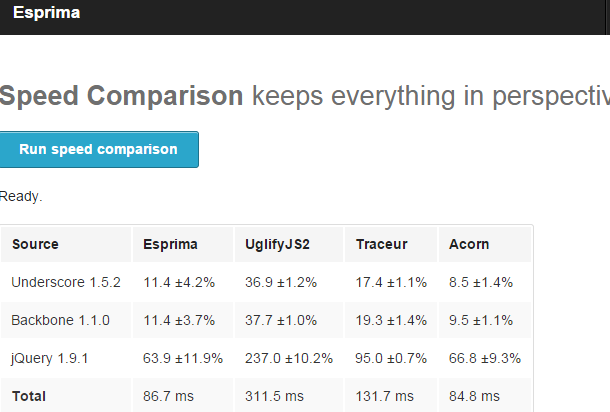 Esprima
Speed Comparison keeps everything in perspectiv
Run speed comparison
Ready.
Source Esprima UglifyJS2 Traceur Acorn
Underscore 1.5.2 11.4 ±4.2% 36.9 ±1.2% 17.4 ±1.1% 8.5 ±1.4%
Backbone 1.1.0 11.4 ±3.7% 37.7 ±1.0% 19.3 ±1.4% 9.5 ±1.1%
jQuery 1.9.1 63.9 ±11.9% 237.0 ±10.2% 95.0 ±0.7% 66.8 ±9.3%
Total 86.7 ms 311.5 ms 131.7 ms 84.8 ms